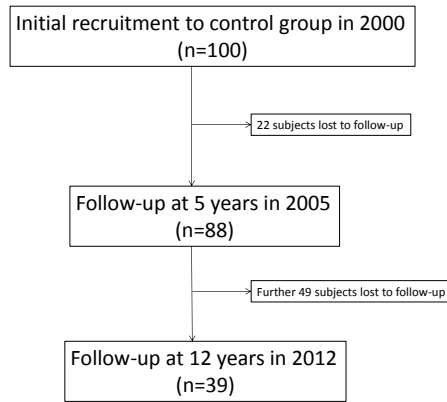 Initial recruitment to control group in 2000
(n=100)
22 subjects lost to follow-up
Follow-up at 5 years in 2005
(n=88)
Further 49 subjects lost to follow-up
Follow-up at 12 years in 2012
(n=39)